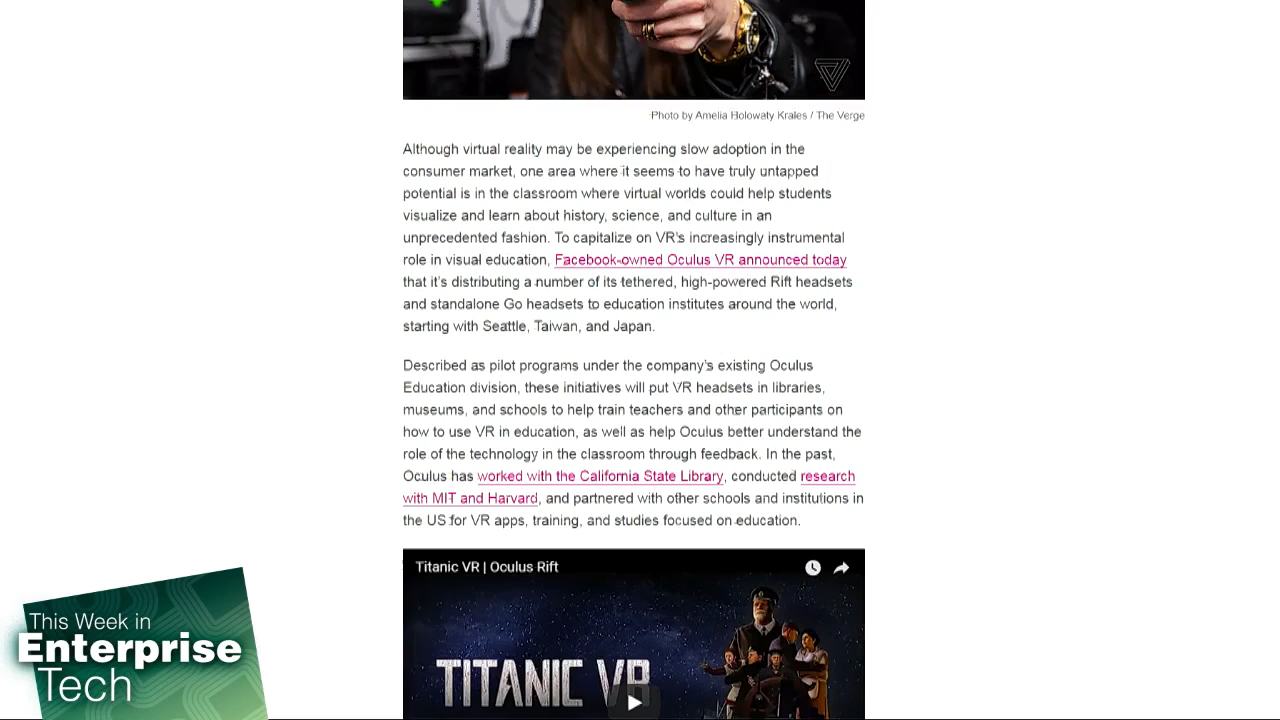 Photo by Amelia Holowaty Krales / The Verge
Although virtual reality may be experiencing slow adoption in the
consumer market, one area where it seems to have truly untapped
potential is in the classroom where virtual worlds could help students
visualize and learn about history, science, and culture in an
unprecedented fashion. To capitalize on VR's increasingly instrumental
role in visual education, Facebook-owned Oculus VR announced today
that it's distributing a number of its tethered, high-powered Rift headsets
and standalone Go headsets to education institutes around the world,
starting with Seattle, Taiwan, and Japan.
Described as pilot programs under the company's existing Oculus
Education division, these initiatives will put VR headsets in libraries,
museums, and schools to help train teachers and other participants on
how to use VR in education, as well as help Oculus better understand the
role of the technology in the classroom through feedback. In the past,
Oculus has worked with the California State Library, conducted research
with MIT and Harvard, and partnered with other schools and institutions in
the US for VR apps, training, and studies focused on education.
Titanic VR | Oculus Rift
TITANIC VR
This Week in
Enterprise
Tech